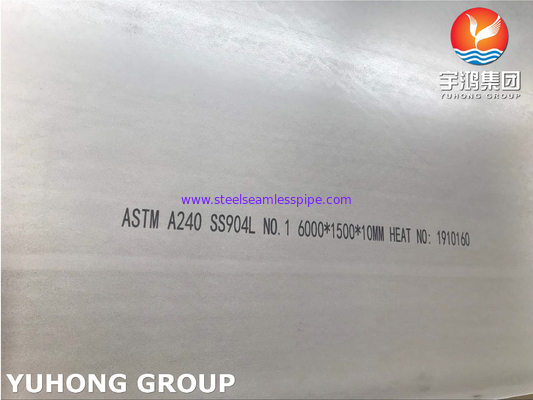 宇鸿集团
YUHONG GROUP
www.steelseamlesspipe.com
ASTM A240 SS904L NO.1 6000*1500*10MM HEAT NO: 1910160
YUHONG GROUP